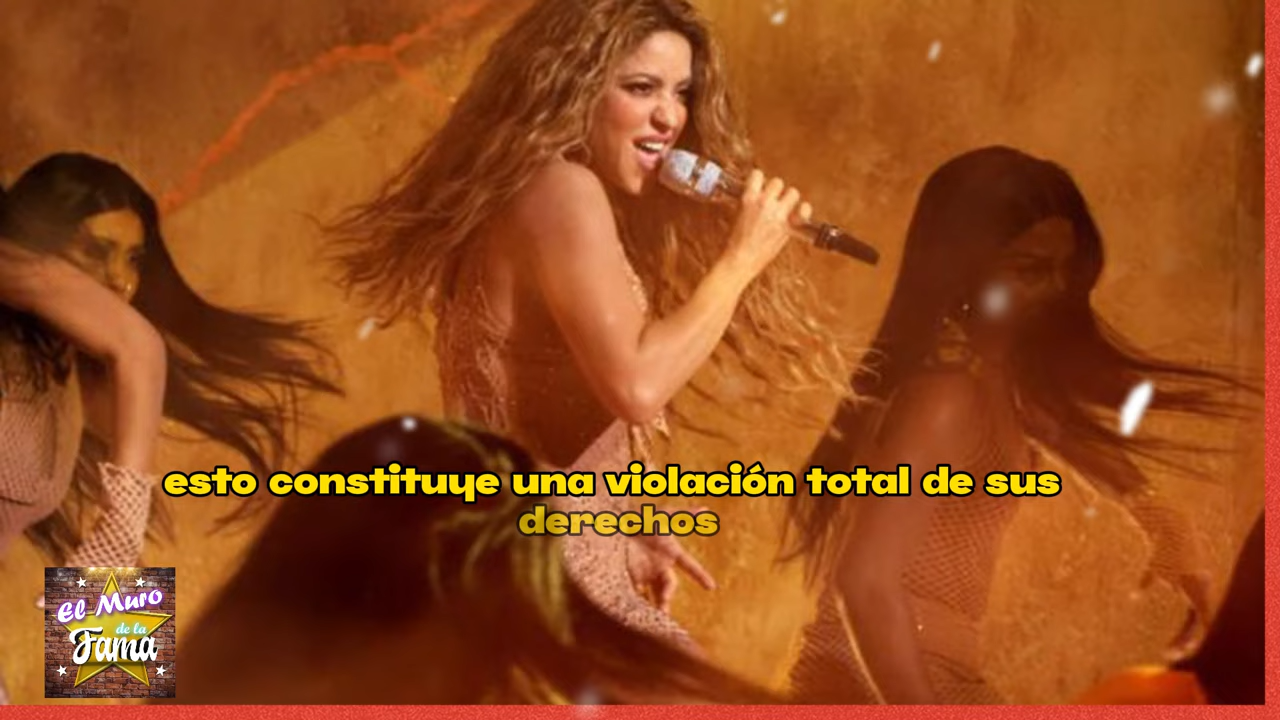 esto constituye una violación total de sus
derechos
El Muro
de la
Fama